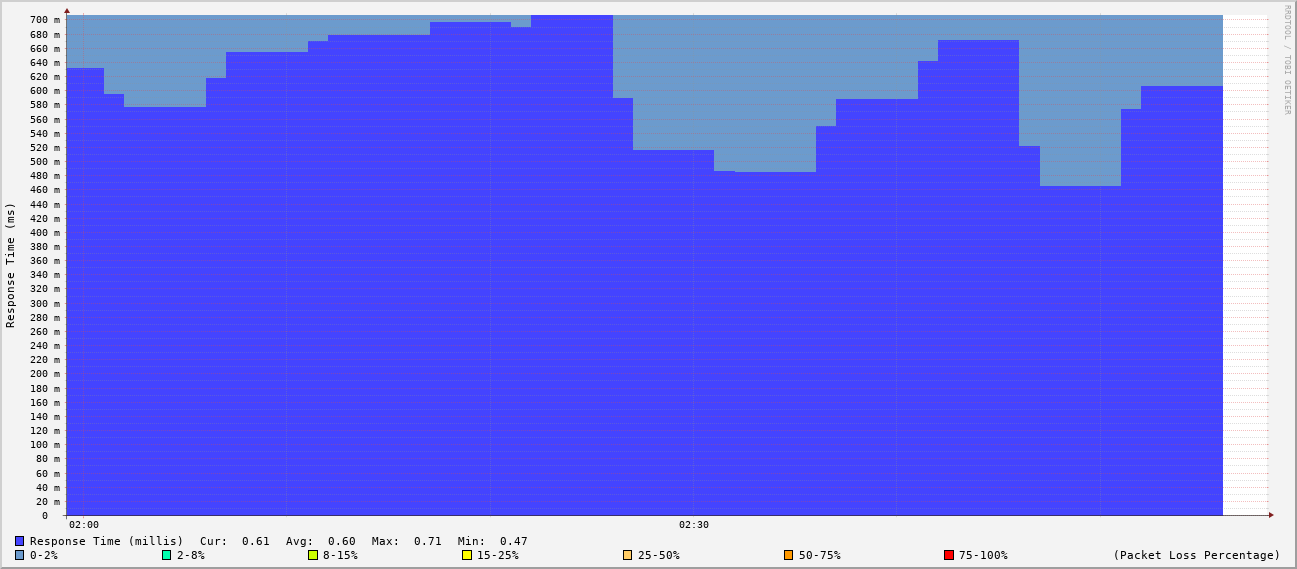 RRDTOOL / TOBI OETIKER
Response Time (ms)
700 m
680 m
660 m
640 m
620 m
600 m
580 m
560 m
540 m
520 m
500 m
480 m
460 m
440 m
420 m
400 m
380 m
360 m
340 m
320 m
300 m
280 m
260 m
240 m
220 m
200 m
180 m
160 m
140 m
120 m
100 m
80 m
60 m
40 m
20 m
0
02:00 02:30
Response Time (millis) Cur: 0.61 Avg: 0.60 Max: 0.71 Min: 0.47
0-2% 2-8% 8-15% 15-25% 25-50% 50-75% 75-100% (Packet Loss Percentage)